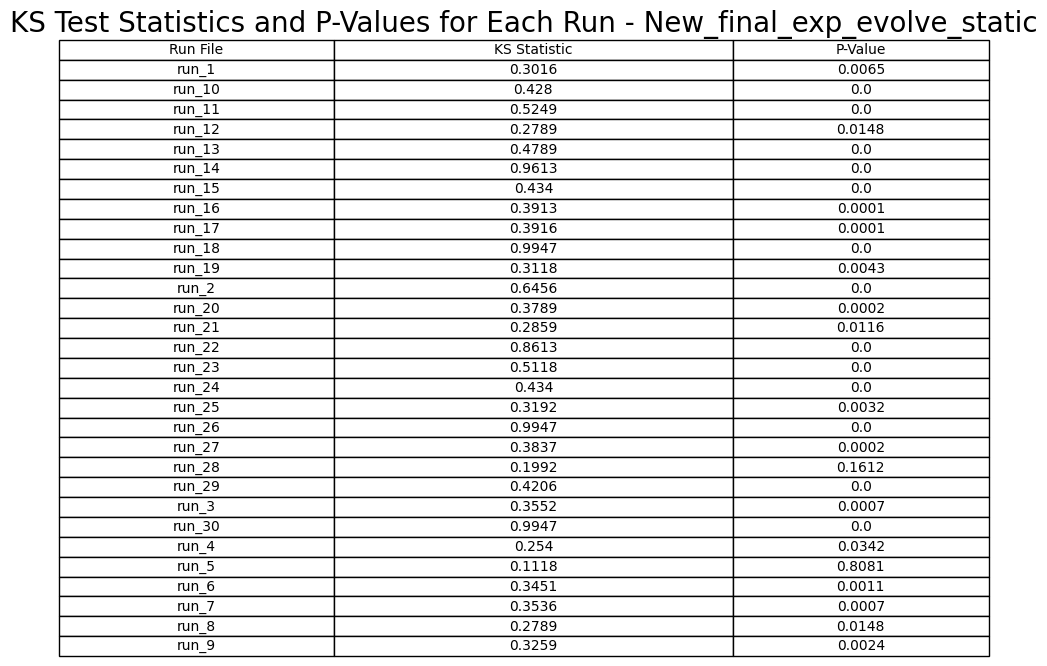 KS Test Statistics and P-Values for Each Run - New_final_exp_evolve_static
Run File KS Statistic P-Value
run_1 0.3016 0.0065
run_10 0.428 0.0
run_11 0.5249 0.0
run_12 0.2789 0.0148
run_13 0.4789 0.0
run_14 0.9613 0.0
run_15 0.434 0.0
run_16 0.3913 0.0001
run_17 0.3916 0.0001
run_18 0.9947 0.0
run_19 0.3118 0.0043
run_2 0.6456 0.0
run_20 0.3789 0.0002
run_21 0.2859 0.0116
run_22 0.8613 0.0
run_23 0.5118 0.0
run_24 0.434 0.0
run_25 0.3192 0.0032
run_26 0.9947 0.0
run_27 0.3837 0.0002
run_28 0.1992 0.1612
run_29 0.4206 0.0
run_3 0.3552 0.0007
run_30 0.9947 0.0
run_4 0.254 0.0342
run_5 0.1118 0.8081
run_6 0.3451 0.0011
run_7 0.3536 0.0007
run_8 0.2789 0.0148
run_9 0.3259 0.0024